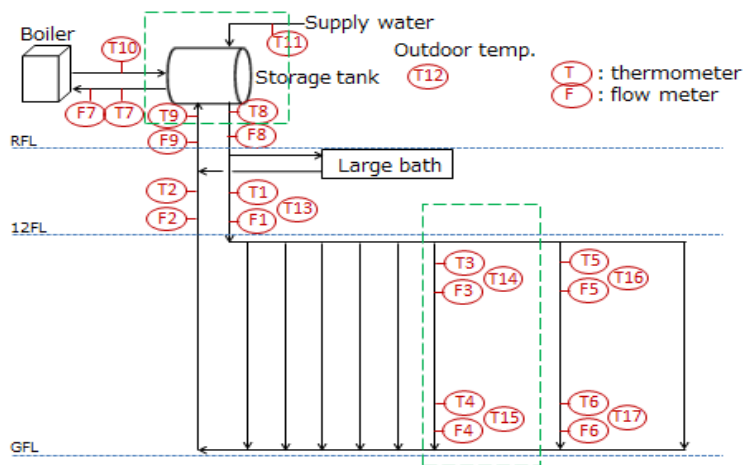 Boiler
Supply water
T10
T11
Outdoor temp.
T12
T : thermometer
F : flow meter
Storage tank
F7 T7
T9 T8
F9 F8
RFL
Large bath
T2 T1
T13
F2 F1
12FL
T3 T5
T14 T16
F3 F5
T4 T6
T15 T17
F4 F6
GFL